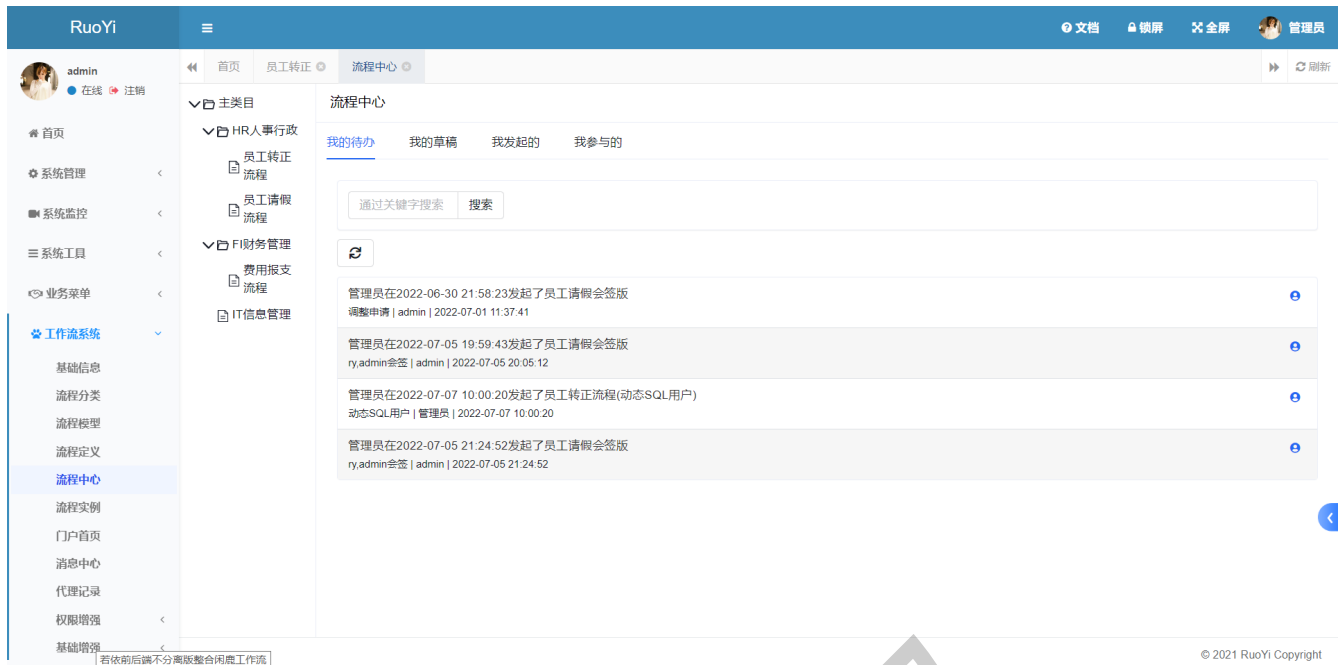 RuoYi
文档
锁屏
全屏
管理员
admin
在线
注销
首页
员工转正
流程中心
刷新
首页
系统管理
系统监控
系统工具
业务菜单
工作流系统
基础信息
流程分类
流程模型
流程定义
流程中心
流程实例
门户首页
消息中心
代理记录
权限增强
基础增强
若依前后端不分离版整合闲鹿工作流
主类目
HR人事行政
员工转正
流程
员工请假
流程
FI财务管理
费用报支
流程
IT信息管理
流程中心
我的待办
我的草稿
我发起的
我参与的
通过关键字搜索
搜索
管理员在2022-06-30 21:58:23发起了员工请假会签版
调整申请 | admin | 2022-07-01 11:37:41
管理员在2022-07-05 19:59:43发起了员工请假会签版
ry,admin会签 | admin | 2022-07-05 20:05:12
管理员在2022-07-07 10:00:20发起了员工转正流程(动态SQL用户)
动态SQL用户 | 管理员 | 2022-07-07 10:00:20
管理员在2022-07-05 21:24:52发起了员工请假会签版
ry,admin会签 | admin | 2022-07-05 21:24:52
© 2021 RuoYi Copyright